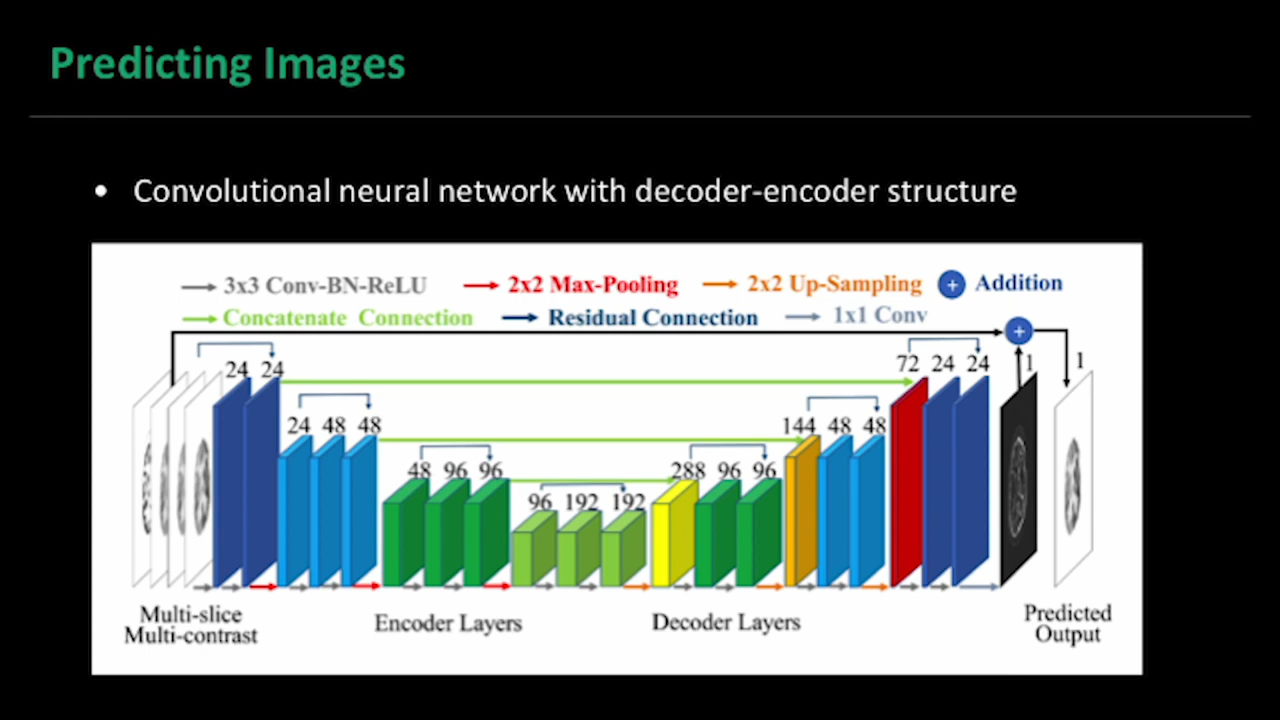 Predicting Images
• Convolutional neural network with decoder-encoder structure
3x3 Conv-BN-ReLU 2x2 Max-Pooling 2x2 Up-Sampling + Addition
Concatenate Connection Residual Connection 1x1 Conv
+
24 24 72 24 24 1 1
24 48 48 144 48 48
48 96 96 288 96 96
96 192 192
Multi-slice
Multi-contrast
Encoder Layers
Decoder Layers
Predicted
Output